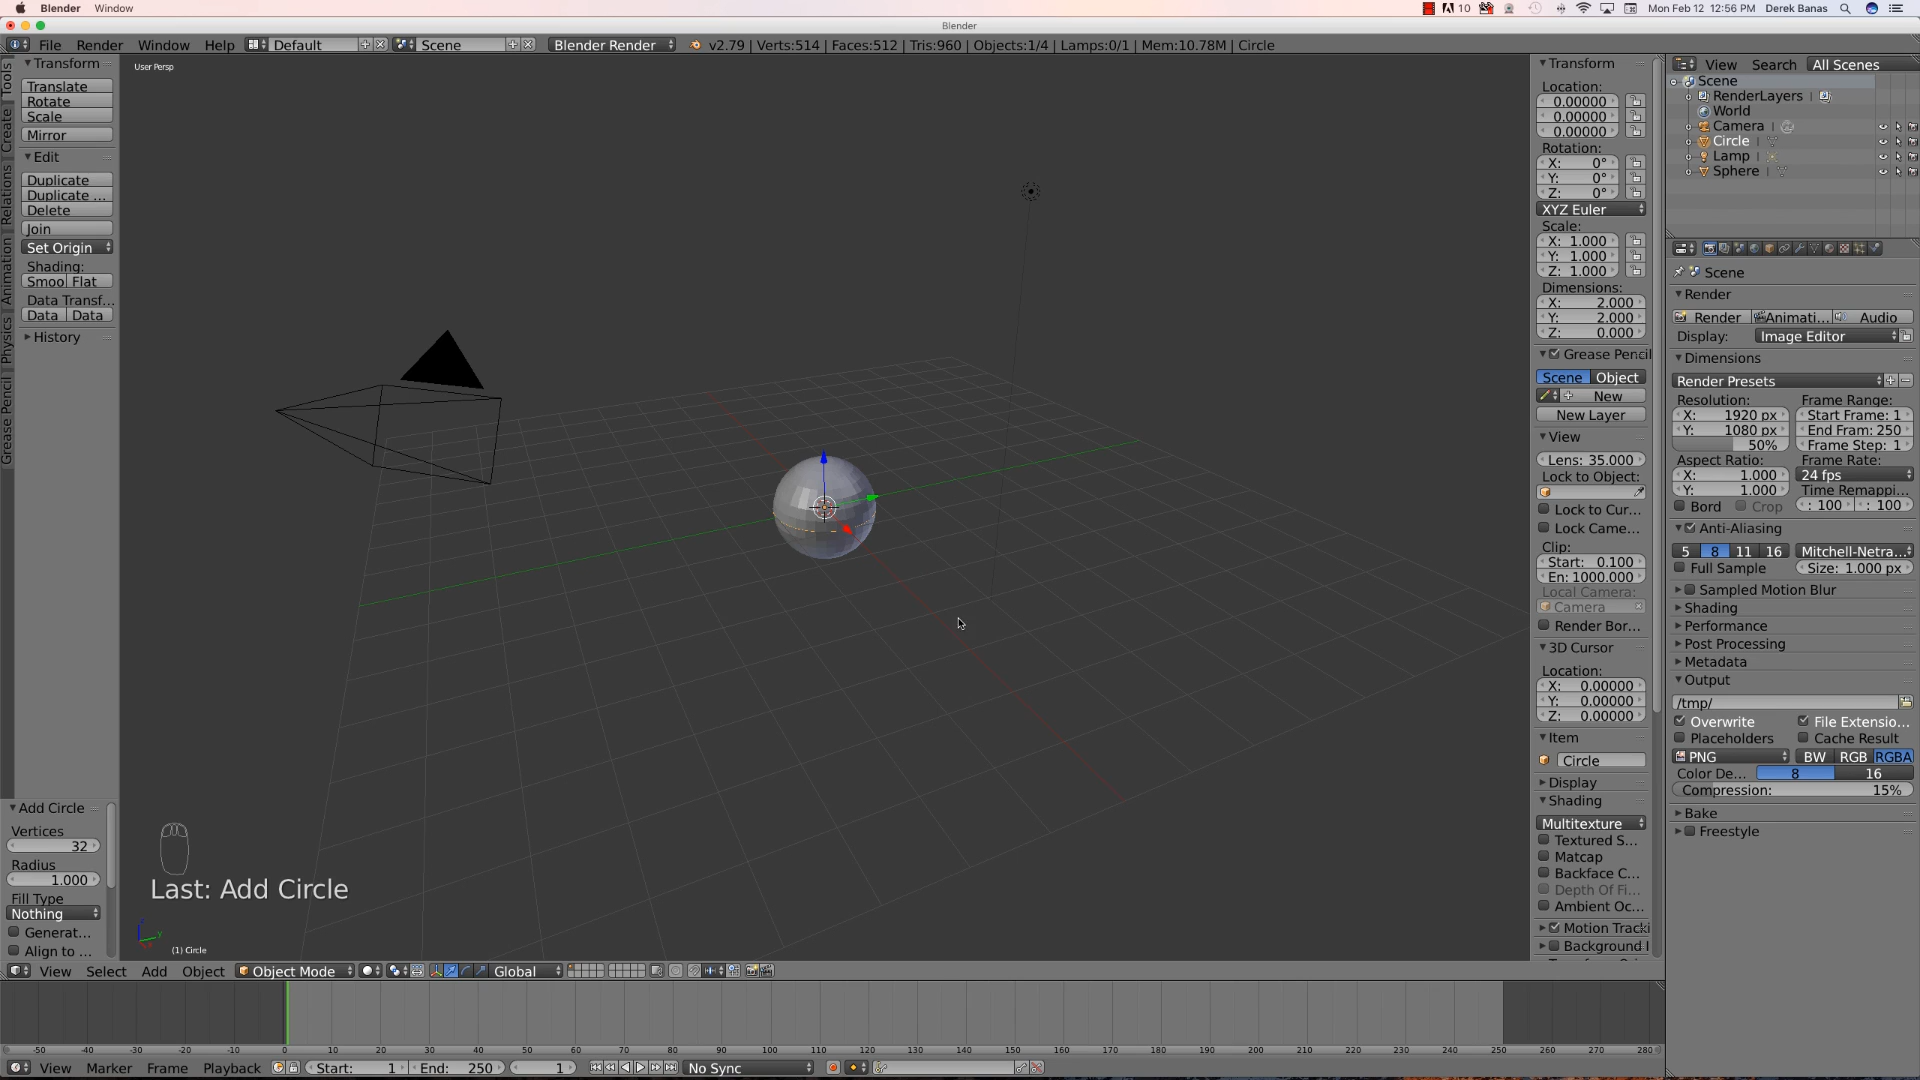 Blender Window 10 Mon Feb 12 12:56 PM Derek Banas
Blender
File Render Window Help Default Scene Blender Render v2.79 | Verts:514 | Faces:512 | Tris:960 | Objects:1/4 | Lamps:0/1 | Mem:10.78M | Circle
Tools
Create
Relations
Animation
Physics
Grease Pencil
Transform
Translate
Rotate
Scale
Mirror
Edit
Duplicate
Duplicate ...
Delete
Join
Set Origin
Shading:
Smoo Flat
Data Transf...
Data Data
History
Add Circle
Vertices
32
Radius
1.000
Fill Type
Nothing
Generat...
Align to ...
User Persp
Last: Add Circle
(1) Circle
Transform
Location:
0.00000
0.00000
0.00000
Rotation:
X: 0°
Y: 0°
Z: 0°
XYZ Euler
Scale:
X: 1.000
Y: 1.000
Z: 1.000
Dimensions:
X: 2.000
Y: 2.000
Z: 0.000
Grease Pencil
Scene Object
New
New Layer
View
Lens: 35.000
Lock to Object:
Lock to Cur...
Lock Came...
Clip:
Start: 0.100
En: 1000.000
Local Camera:
Camera
Render Bor...
3D Cursor
Location:
X: 0.00000
Y: 0.00000
Z: 0.00000
Item
Circle
Display
Shading
Multitexture
Textured S...
Matcap
Backface C...
Depth Of Fi...
Ambient Oc...
Motion Tracki
Background I
View Search All Scenes
Scene
RenderLayers
World
Camera
Circle
Lamp
Sphere
Scene
Render
Render Animati... Audio
Display: Image Editor
Dimensions
Render Presets
Resolution: Frame Range:
X: 1920 px Start Frame: 1
Y: 1080 px End Fram: 250
50% Frame Step: 1
Aspect Ratio: Frame Rate:
X: 1.000 24 fps
Y: 1.000 Time Remappi...
Bord Crop : 100 : 100
Anti-Aliasing
5 8 11 16 Mitchell-Netra...
Full Sample Size: 1.000 px
Sampled Motion Blur
Shading
Performance
Post Processing
Metadata
Output
/tmp/
Overwrite File Extensio...
Placeholders Cache Result
PNG BW RGB RGBA
Color De... 8 16
Compression: 15%
Bake
Freestyle
View Select Add Object Object Mode Global
-50 -40 -30 -20 -10 0 10 20 30 40 50 60 70 80 90 100 110 120 130 140 150 160 170 180 190 200 210 220 230 240 250 260 270 280
View Marker Frame Playback Start: 1 End: 250 1 No Sync